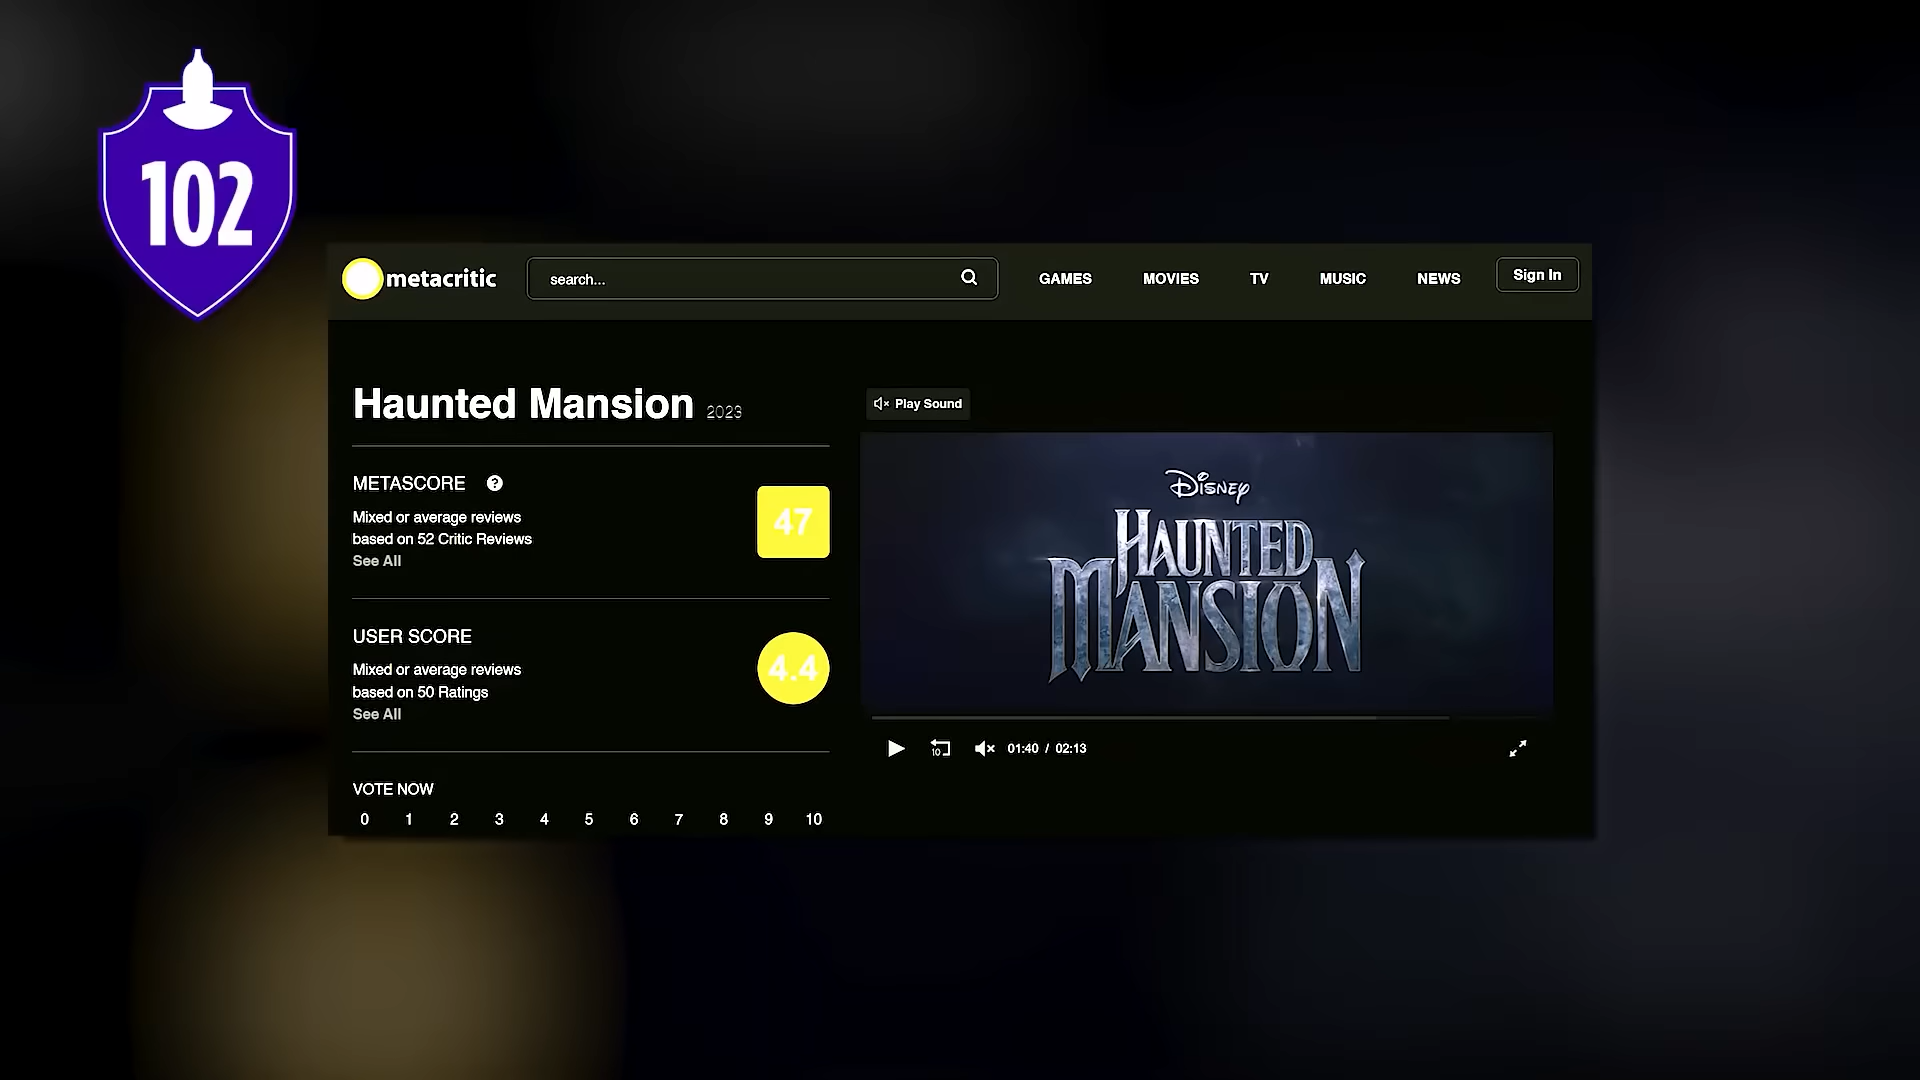 102
metacritic
search...
GAMES
MOVIES
TV
MUSIC
NEWS
Sign In
Haunted Mansion 2023
METASCORE ?
Mixed or average reviews
based on 52 Critic Reviews
See All
47
USER SCORE
Mixed or average reviews
based on 50 Ratings
See All
4.4
VOTE NOW
0 1 2 3 4 5 6 7 8 9 10
Play Sound
Disney
HAUNTED
MANSION
10
01:40 / 02:13